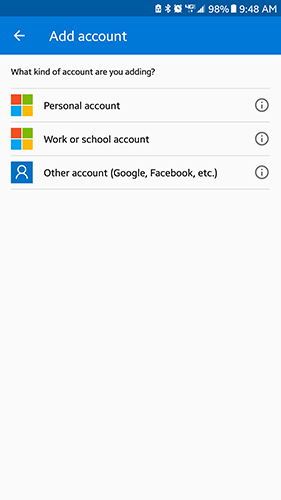 98% 9:48 AM
Add account
What kind of account are you adding?
Personal account
Work or school account
Other account (Google, Facebook, etc.)